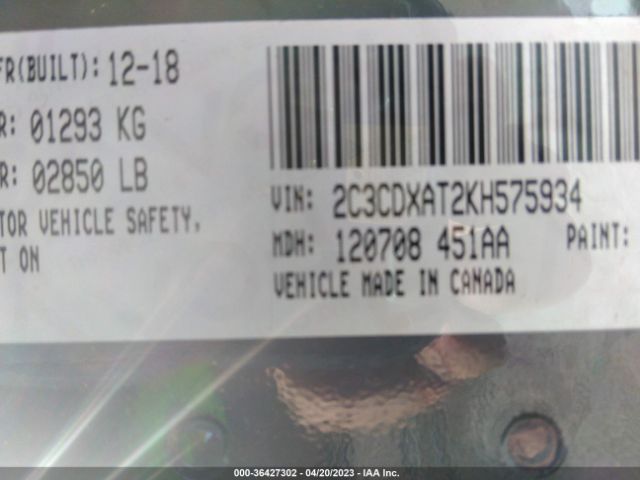 FR(BUILT): 12-18
R: 01293 KG
R: 02850 LB
TOR VEHICLE SAFETY,
T ON
VIN: 2C3CDXAT2KH575934
MDH: 120708 451AA PAINT:
VEHICLE MADE IN CANADA
000-36427302 - 04/20/2023 - IAA Inc.